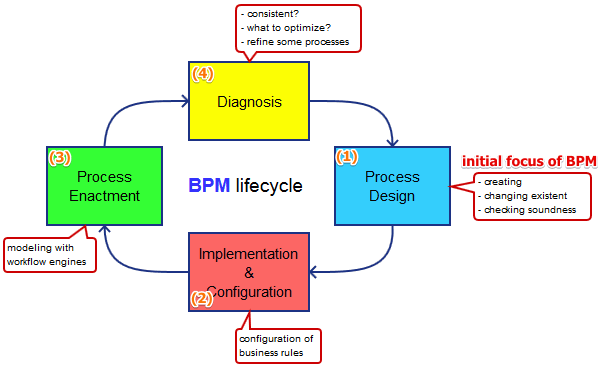 - consistent?
- what to optimize?
- refine some processes
(4)
Diagnosis
(3)
Process
Enactment
BPM lifecycle
(1)
Process
Design
initial focus of BPM
- creating
- changing existent
- checking soundness
modeling with
workflow engines
Implementation
&
Configuration
(2)
configuration of
business rules